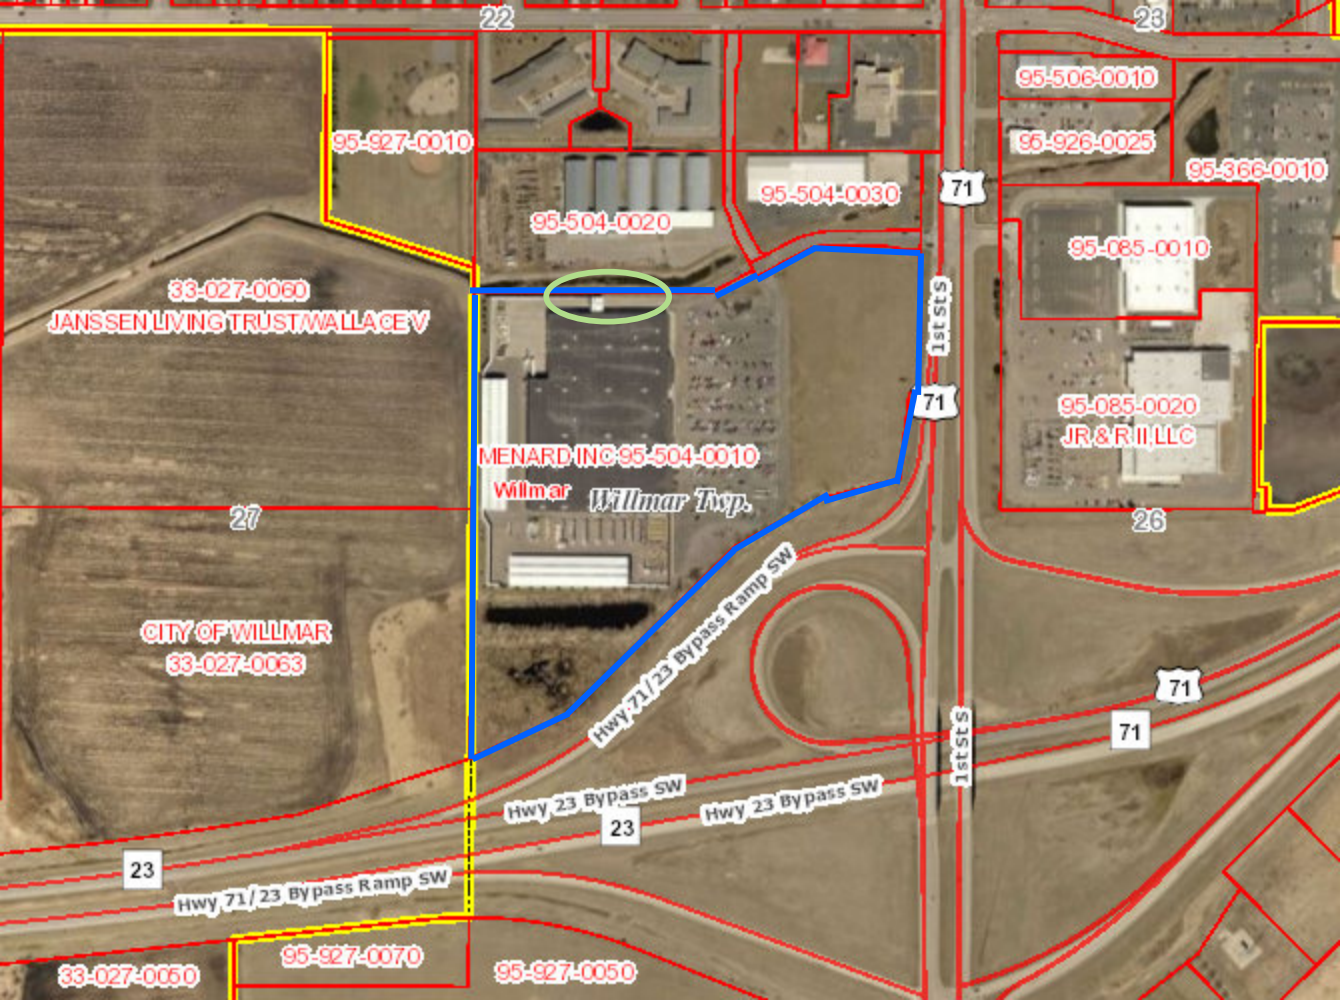 22
23
95-506-0010
95-927-0010
95-926-0025
95-366-0010
71
95-504-0030
95-504-0020
95-085-0010
33-027-0060
JANSSEN LIVING TRUST/WALLACE V
1st St S
71
95-085-0020
JR & R II, LLC
MENARD INC 95-504-0010
Willmar
Willmar Twp.
27
26
Hwy 71/23 Bypass Ramp SW
CITY OF WILLMAR
33-027-0063
71
71
1st St S
Hwy 23 Bypass SW
Hwy 23 Bypass SW
23
23
Hwy 71/23 Bypass Ramp SW
95-927-0070
33-027-0050
95-927-0050